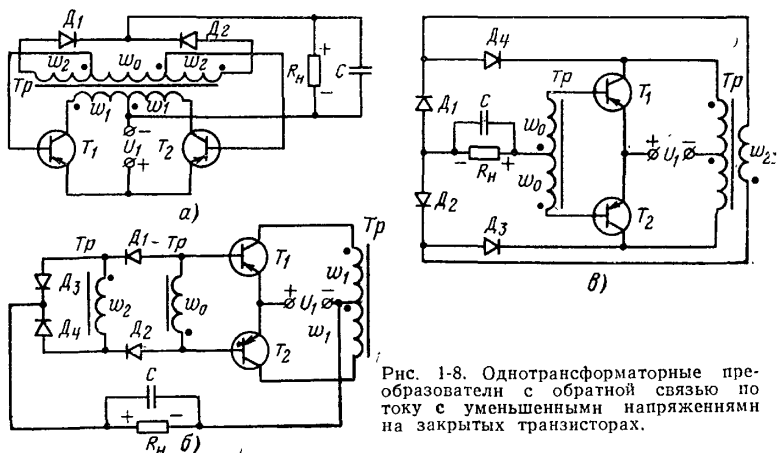 Д1 Д2
w2 w0 w2
Тр
w1 w1
T1 T2
− U1 +
+ Rн − C
а)
Д4
T1
Тр
Д1
C
w0
− Rн +
w0
+ U1 −
w2
Д2
T2
Д3
в)
Тр Д1 Тр
T1
Тр
Д3
w2
w0
+ U1 −
w1
w1
Д4
Д2
T2
C
+ Rн −
б)
Рис. 1-8. Однотрансформаторные пре-
образователи с обратной связью по
току с уменьшенными напряжениями
на закрытых транзисторах.